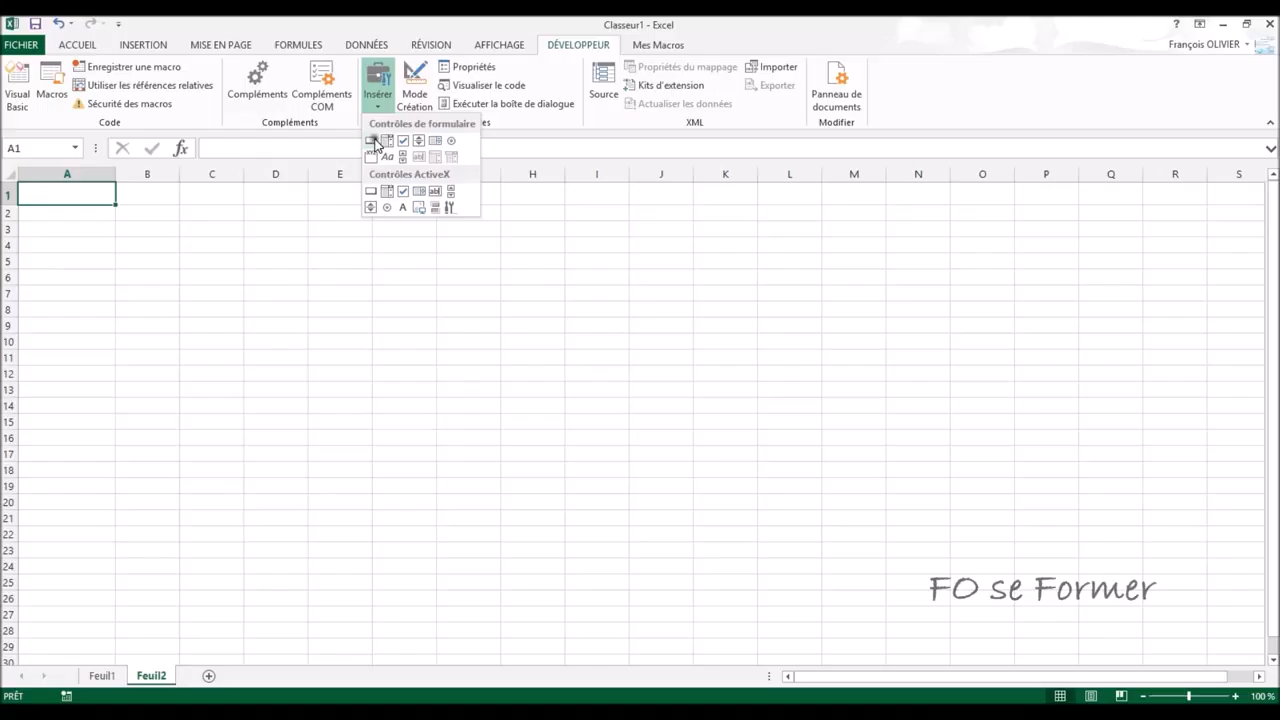 Classeur1 - Excel
FICHIER ACCUEIL INSERTION MISE EN PAGE FORMULES DONNÉES RÉVISION AFFICHAGE DÉVELOPPEUR Mes Macros François OLIVIER
Visual Basic
Macros
Enregistrer une macro
Utiliser les références relatives
Sécurité des macros
Code
Compléments
Compléments COM
Compléments
Insérer
Mode Création
Propriétés
Visualiser le code
Exécuter la boîte de dialogue
Source
Propriétés du mappage
Kits d'extension
Actualiser les données
Importer
Exporter
XML
Panneau de documents
Modifier
Contrôles de formulaire
Aa
Contrôles ActiveX
A
A1
fx
A B C D E H I J K L M N O P Q R S
1
2
3
4
5
6
7
8
9
10
11
12
13
14
15
16
17
18
19
20
21
22
23
24
25
26
27
28
29
30
FO se Former
Feuil1 Feuil2
PRÊT 100 %